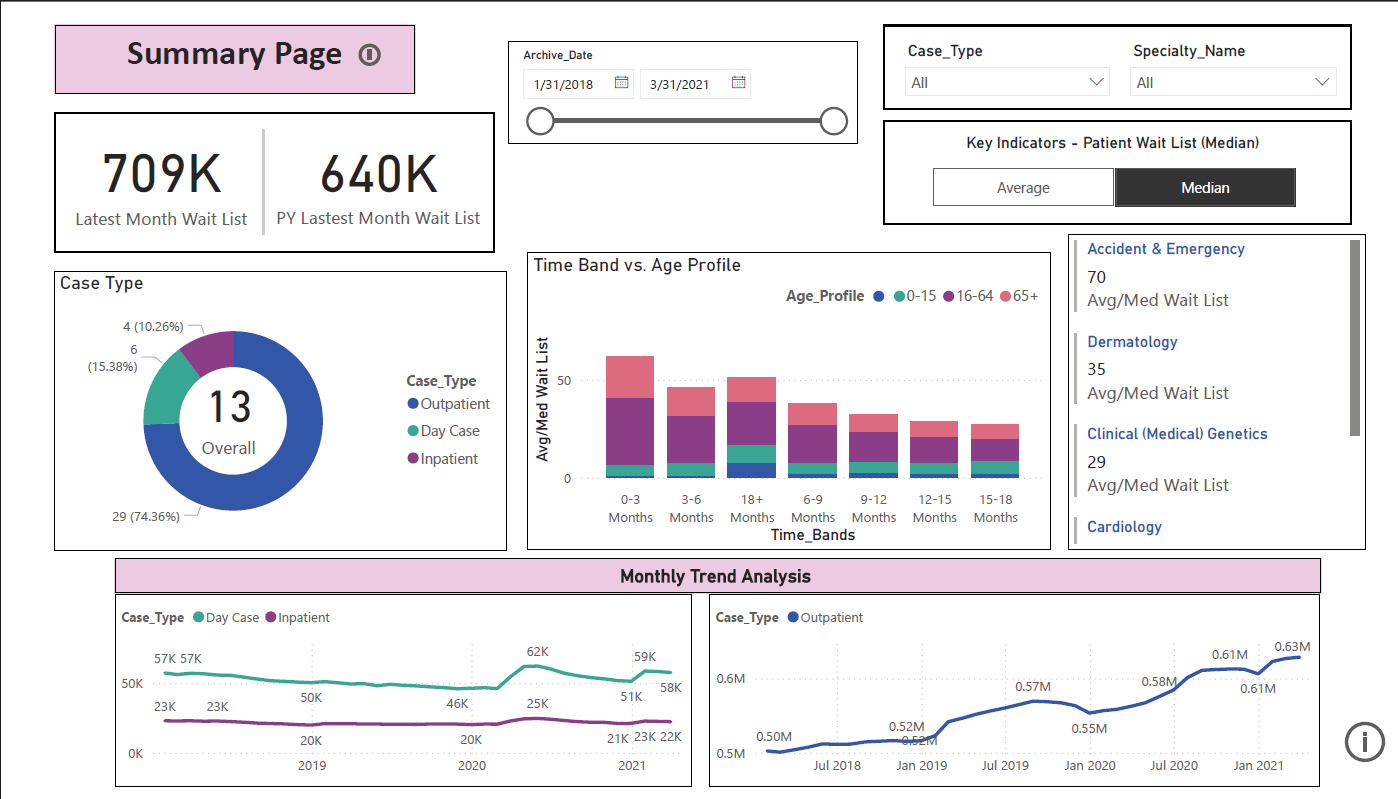 Summary Page
Archive_Date
1/31/2018
3/31/2021
Case_Type
Specialty_Name
All
All
709K
Latest Month Wait List
640K
PY Lastest Month Wait List
Key Indicators - Patient Wait List (Median)
Average
Median
Case Type
4 (10.26%)
6
(15.38%)
13
Overall
29 (74.36%)
Case_Type
Outpatient
Day Case
Inpatient
Time Band vs. Age Profile
Age_Profile 0-15 16-64 65+
Avg/Med Wait List
50
0
0-3
Months
3-6
Months
18+
Months
6-9
Months
9-12
Months
12-15
Months
15-18
Months
Time_Bands
Accident & Emergency
70
Avg/Med Wait List
Dermatology
35
Avg/Med Wait List
Clinical (Medical) Genetics
29
Avg/Med Wait List
Cardiology
Monthly Trend Analysis
Case_Type Day Case Inpatient
57K 57K
50K
46K
62K
59K
51K
58K
50K
23K
23K
20K
20K
25K
21K 23K 22K
0K
2019
2020
2021
Case_Type Outpatient
0.6M
0.5M
0.50M
0.52M
0.52M
0.57M
0.55M
0.58M
0.61M
0.61M
0.63M
Jul 2018
Jan 2019
Jul 2019
Jan 2020
Jul 2020
Jan 2021